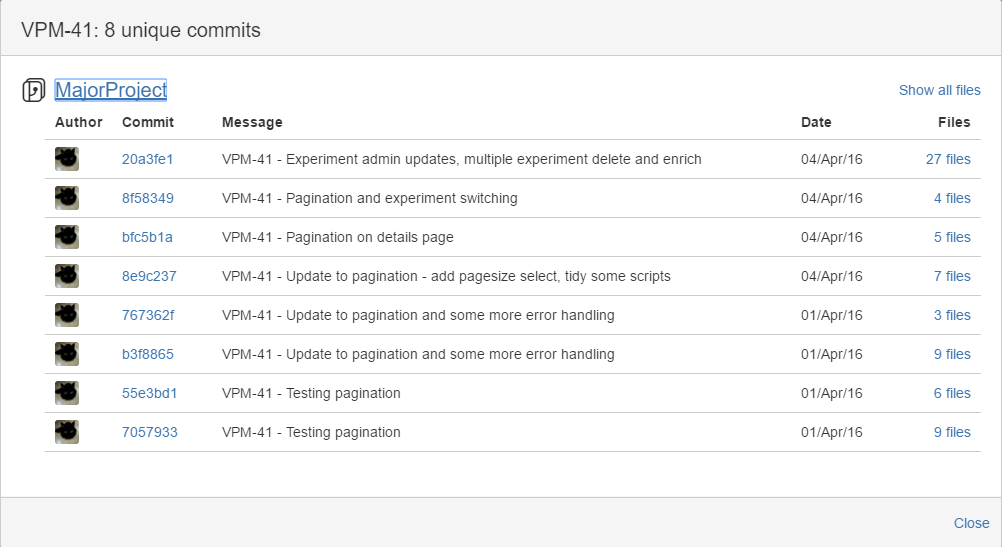 VPM-41: 8 unique commits
MajorProject Show all files
Author Commit Message Date Files
20a3fe1 VPM-41 - Experiment admin updates, multiple experiment delete and enrich 04/Apr/16 27 files
8f58349 VPM-41 - Pagination and experiment switching 04/Apr/16 4 files
bfc5b1a VPM-41 - Pagination on details page 04/Apr/16 5 files
8e9c237 VPM-41 - Update to pagination - add pagesize select, tidy some scripts 04/Apr/16 7 files
767362f VPM-41 - Update to pagination and some more error handling 01/Apr/16 3 files
b3f8865 VPM-41 - Update to pagination and some more error handling 01/Apr/16 9 files
55e3bd1 VPM-41 - Testing pagination 01/Apr/16 6 files
7057933 VPM-41 - Testing pagination 01/Apr/16 9 files
Close